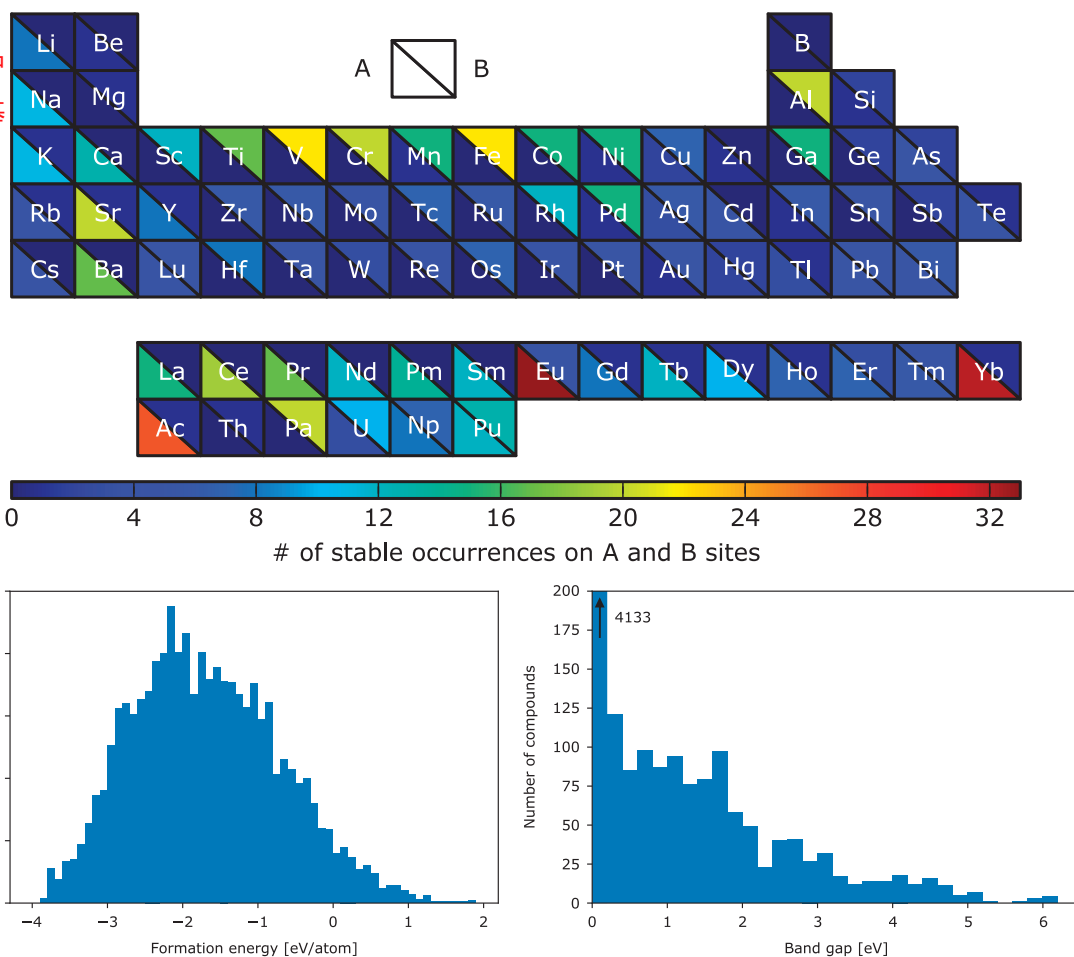 Li Be B
A B
Na Mg Al Si
K Ca Sc Ti V Cr Mn Fe Co Ni Cu Zn Ga Ge As
Rb Sr Y Zr Nb Mo Tc Ru Rh Pd Ag Cd In Sn Sb Te
Cs Ba Lu Hf Ta W Re Os Ir Pt Au Hg Tl Pb Bi
La Ce Pr Nd Pm Sm Eu Gd Tb Dy Ho Er Tm Yb
Ac Th Pa U Np Pu
0 4 8 12 16 20 24 28 32
# of stable occurrences on A and B sites
−4 −3 −2 −1 0 1 2
Formation energy [eV/atom]
Number of compounds
200
175
150
125
100
75
50
25
0
4133
0 1 2 3 4 5 6
Band gap [eV]